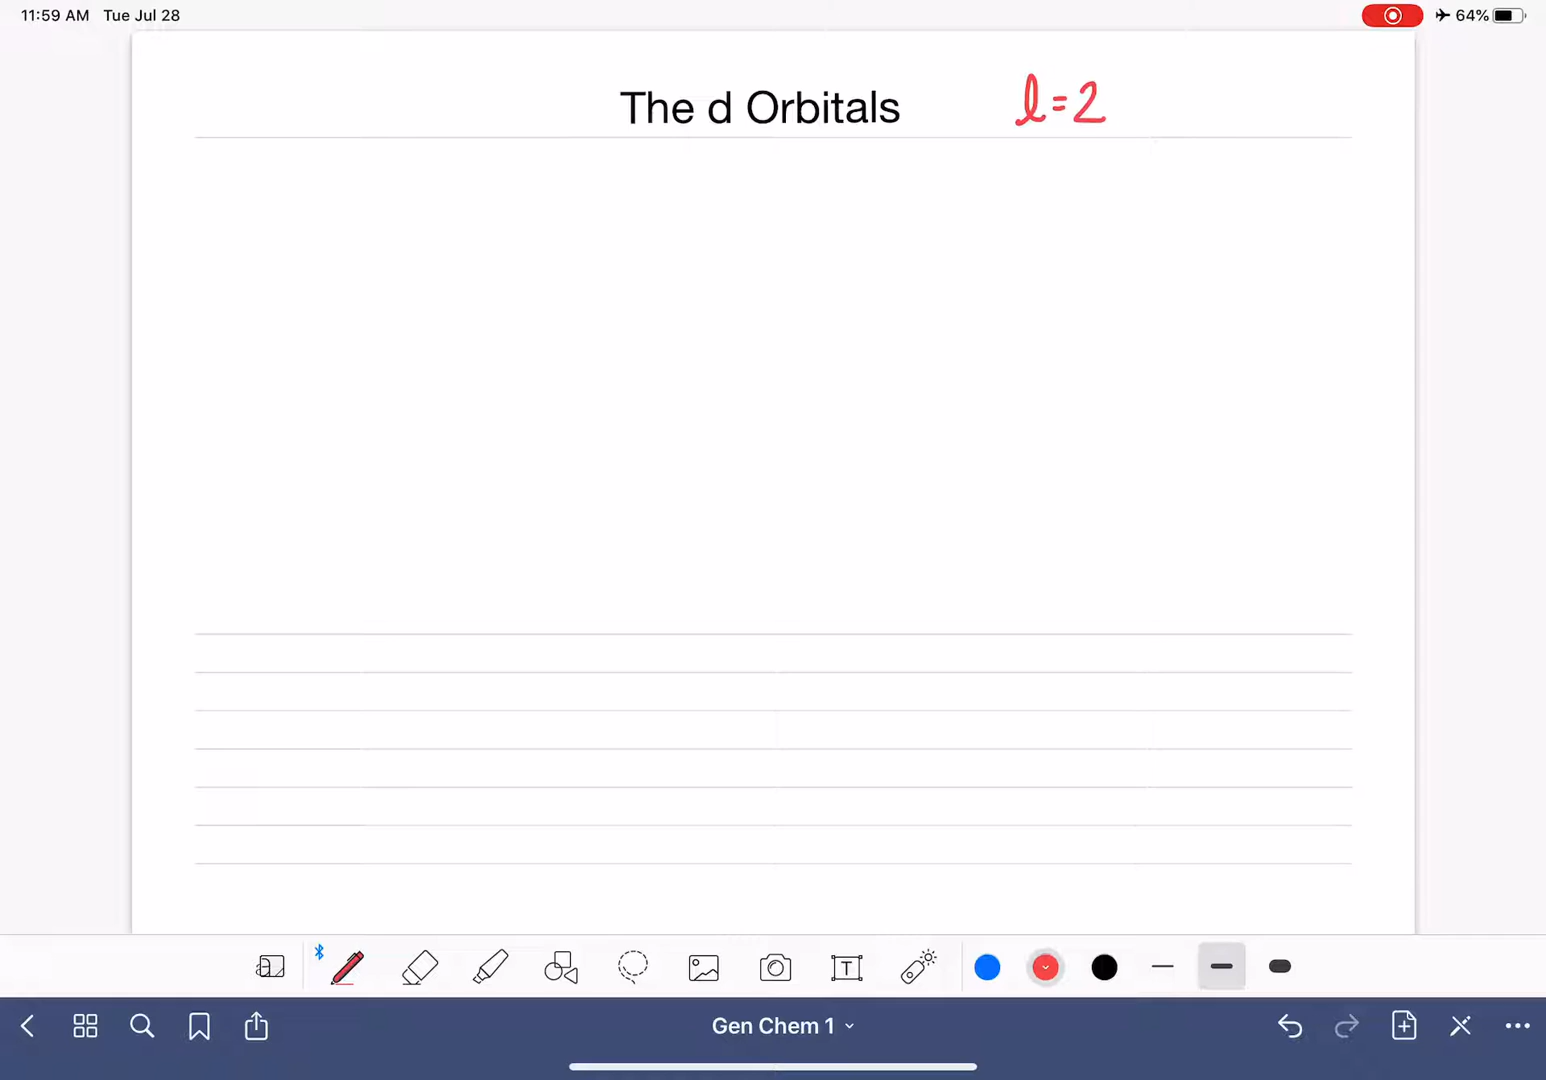 11:59 AM Tue Jul 28
64%
The d Orbitals l=2
T
Gen Chem 1